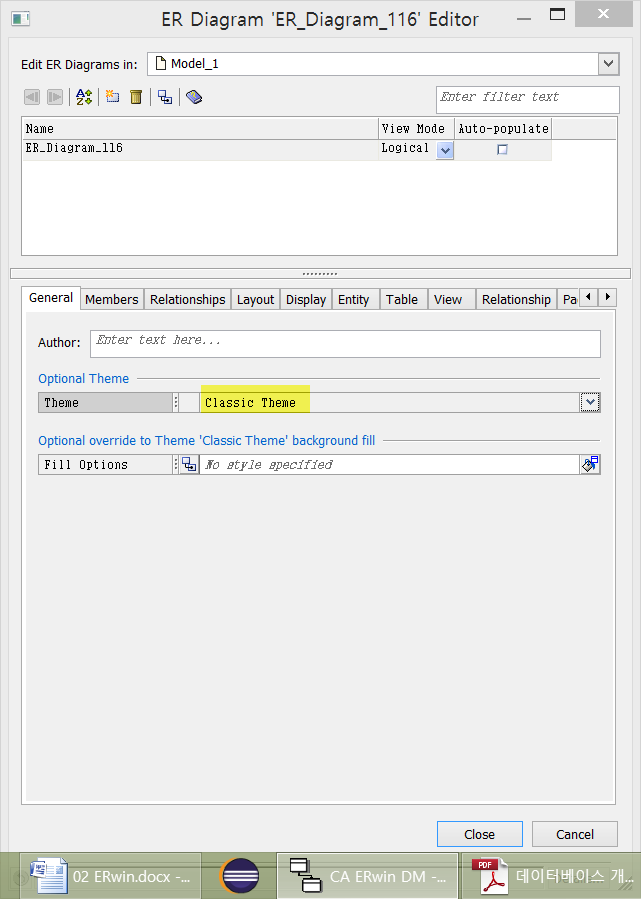 ER Diagram 'ER_Diagram_116' Editor
Edit ER Diagrams in: Model_1
Enter filter text
Name View Mode Auto-populate
ER_Diagram_116 Logical
General Members Relationships Layout Display Entity Table View Relationship Pa
Author: Enter text here...
Optional Theme
Theme Classic Theme
Optional override to Theme 'Classic Theme' background fill
Fill Options No style specified
Close Cancel
02 ERwin.docx -... CA ERwin DM -... PDF 데이터베이스 개...